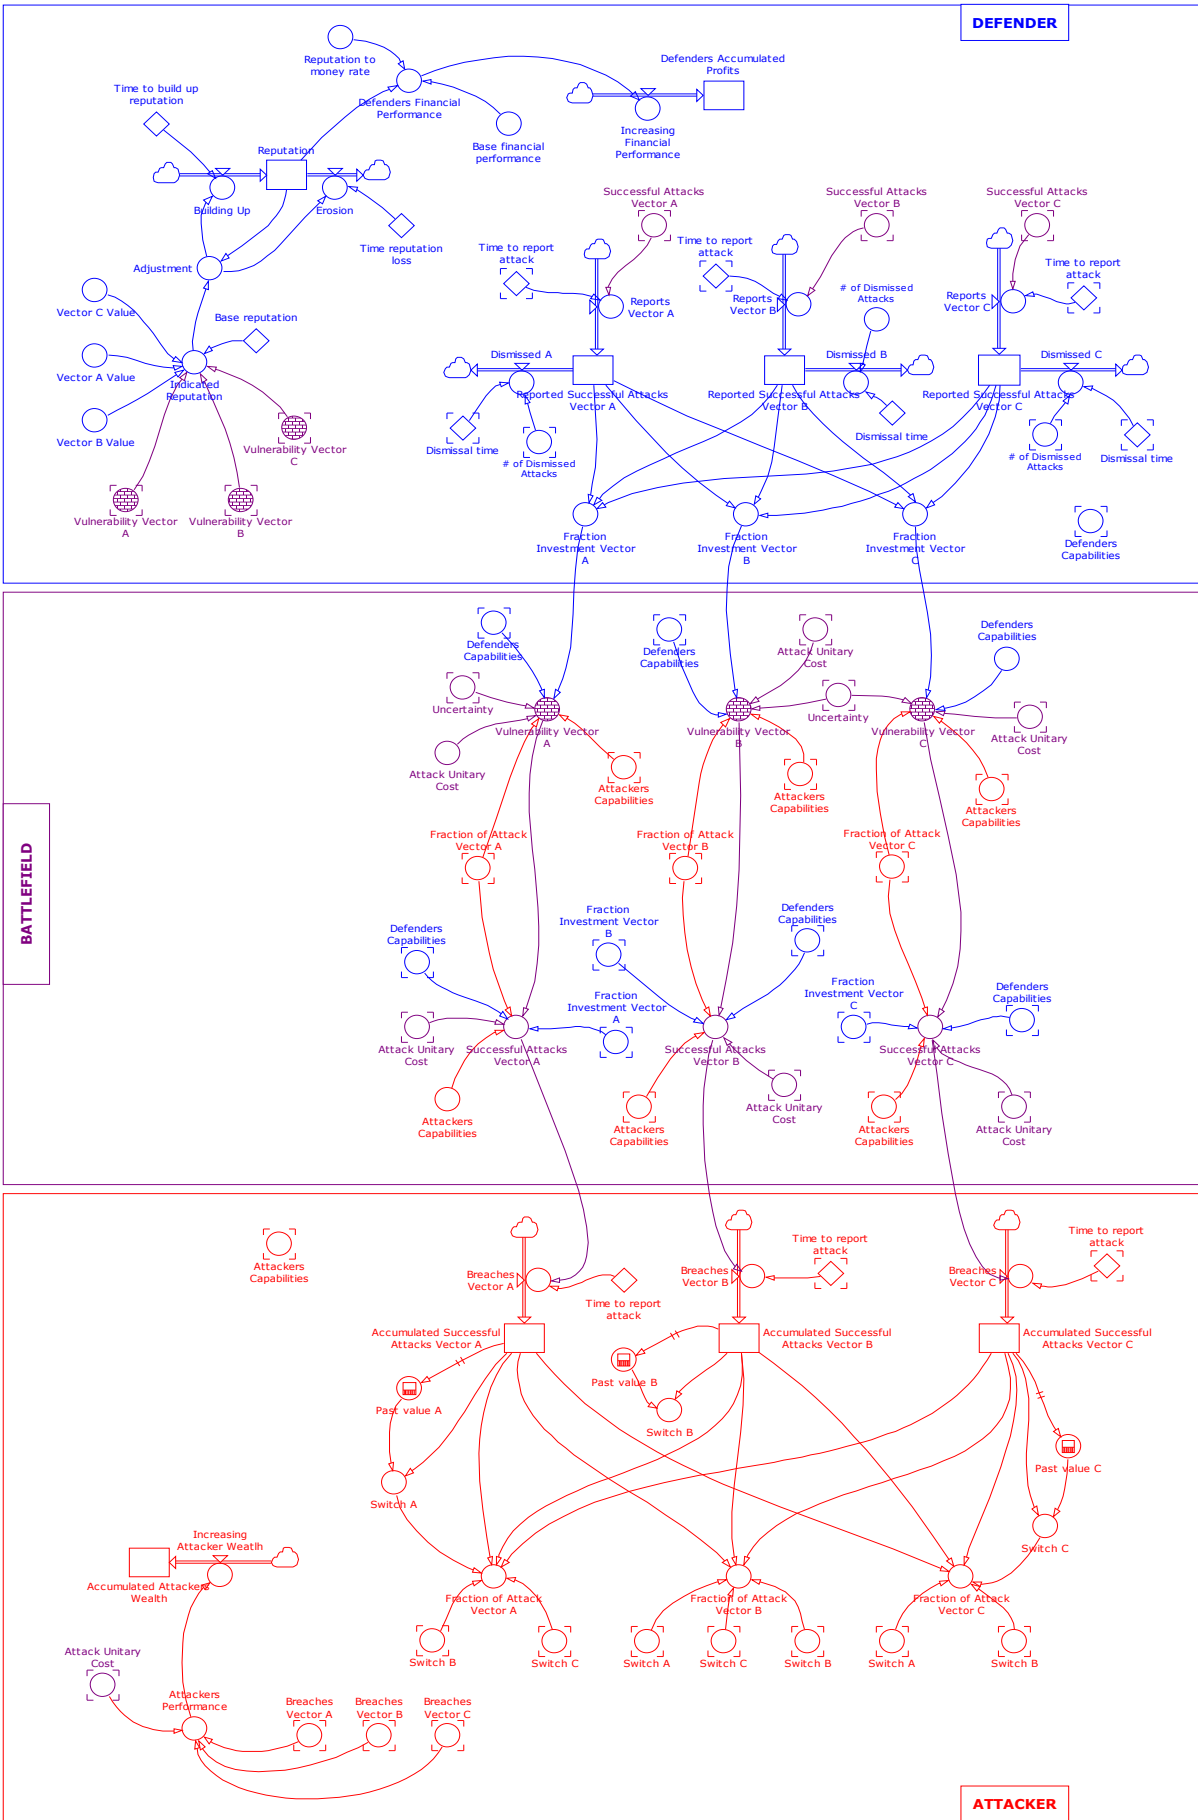 DEFENDER
Reputation to
money rate
Defenders Accumulated
Profits
Time to build up
reputation
Defenders Financial
Performance
Increasing
Financial
Performance
Base financial
performance
Reputation
Building Up
Erosion
Time reputation
loss
Adjustment
Vector C Value
Base reputation
Vector A Value
Indicated
Reputation
Vector B Value
Vulnerability Vector
C
Vulnerability Vector
A
Vulnerability Vector
B
Successful Attacks
Vector A
Successful Attacks
Vector B
Successful Attacks
Vector C
Time to report
attack
Time to report
attack
Time to report
attack
Reports
Vector A
Reports
Vector B
# of Dismissed
Attacks
Reports
Vector C
Dismissed A
Dismissed B
Dismissed C
Reported Successful Attacks
Vector A
Reported Successful Attacks
Vector B
Reported Successful Attacks
Vector C
Dismissal time
# of Dismissed
Attacks
Dismissal time
# of Dismissed
Attacks
Dismissal time
Fraction
Investment Vector
A
Fraction
Investment Vector
B
Fraction
Investment Vector
C
Defenders
Capabilities
BATTLEFIELD
Defenders
Capabilities
Defenders
Capabilities
Attack Unitary
Cost
Defenders
Capabilities
Uncertainty
Uncertainty
Vulnerability Vector
A
Vulnerability Vector
B
Vulnerability Vector
C
Attack Unitary
Cost
Attack Unitary
Cost
Attackers
Capabilities
Attackers
Capabilities
Attackers
Capabilities
Fraction of Attack
Vector A
Fraction of Attack
Vector B
Fraction of Attack
Vector C
Defenders
Capabilities
Fraction
Investment Vector
B
Defenders
Capabilities
Fraction
Investment Vector
A
Fraction
Investment Vector
C
Defenders
Capabilities
Attack Unitary
Cost
Successful Attacks
Vector A
Successful Attacks
Vector B
Successful Attacks
Vector C
Attackers
Capabilities
Attackers
Capabilities
Attack Unitary
Cost
Attackers
Capabilities
Attack Unitary
Cost
Attackers
Capabilities
Breaches
Vector A
Time to report
attack
Breaches
Vector B
Time to report
attack
Breaches
Vector C
Time to report
attack
Accumulated Successful
Attacks Vector A
Accumulated Successful
Attacks Vector B
Accumulated Successful
Attacks Vector C
Past value A
Past value B
Past value C
Switch A
Switch B
Switch C
Increasing
Attacker Weatlh
Accumulated Attackers
Wealth
Fraction of Attack
Vector A
Fraction of Attack
Vector B
Fraction of Attack
Vector C
Switch B
Switch C
Switch A
Switch C
Switch B
Switch A
Switch B
Attack Unitary
Cost
Attackers
Performance
Breaches
Vector A
Breaches
Vector B
Breaches
Vector C
ATTACKER